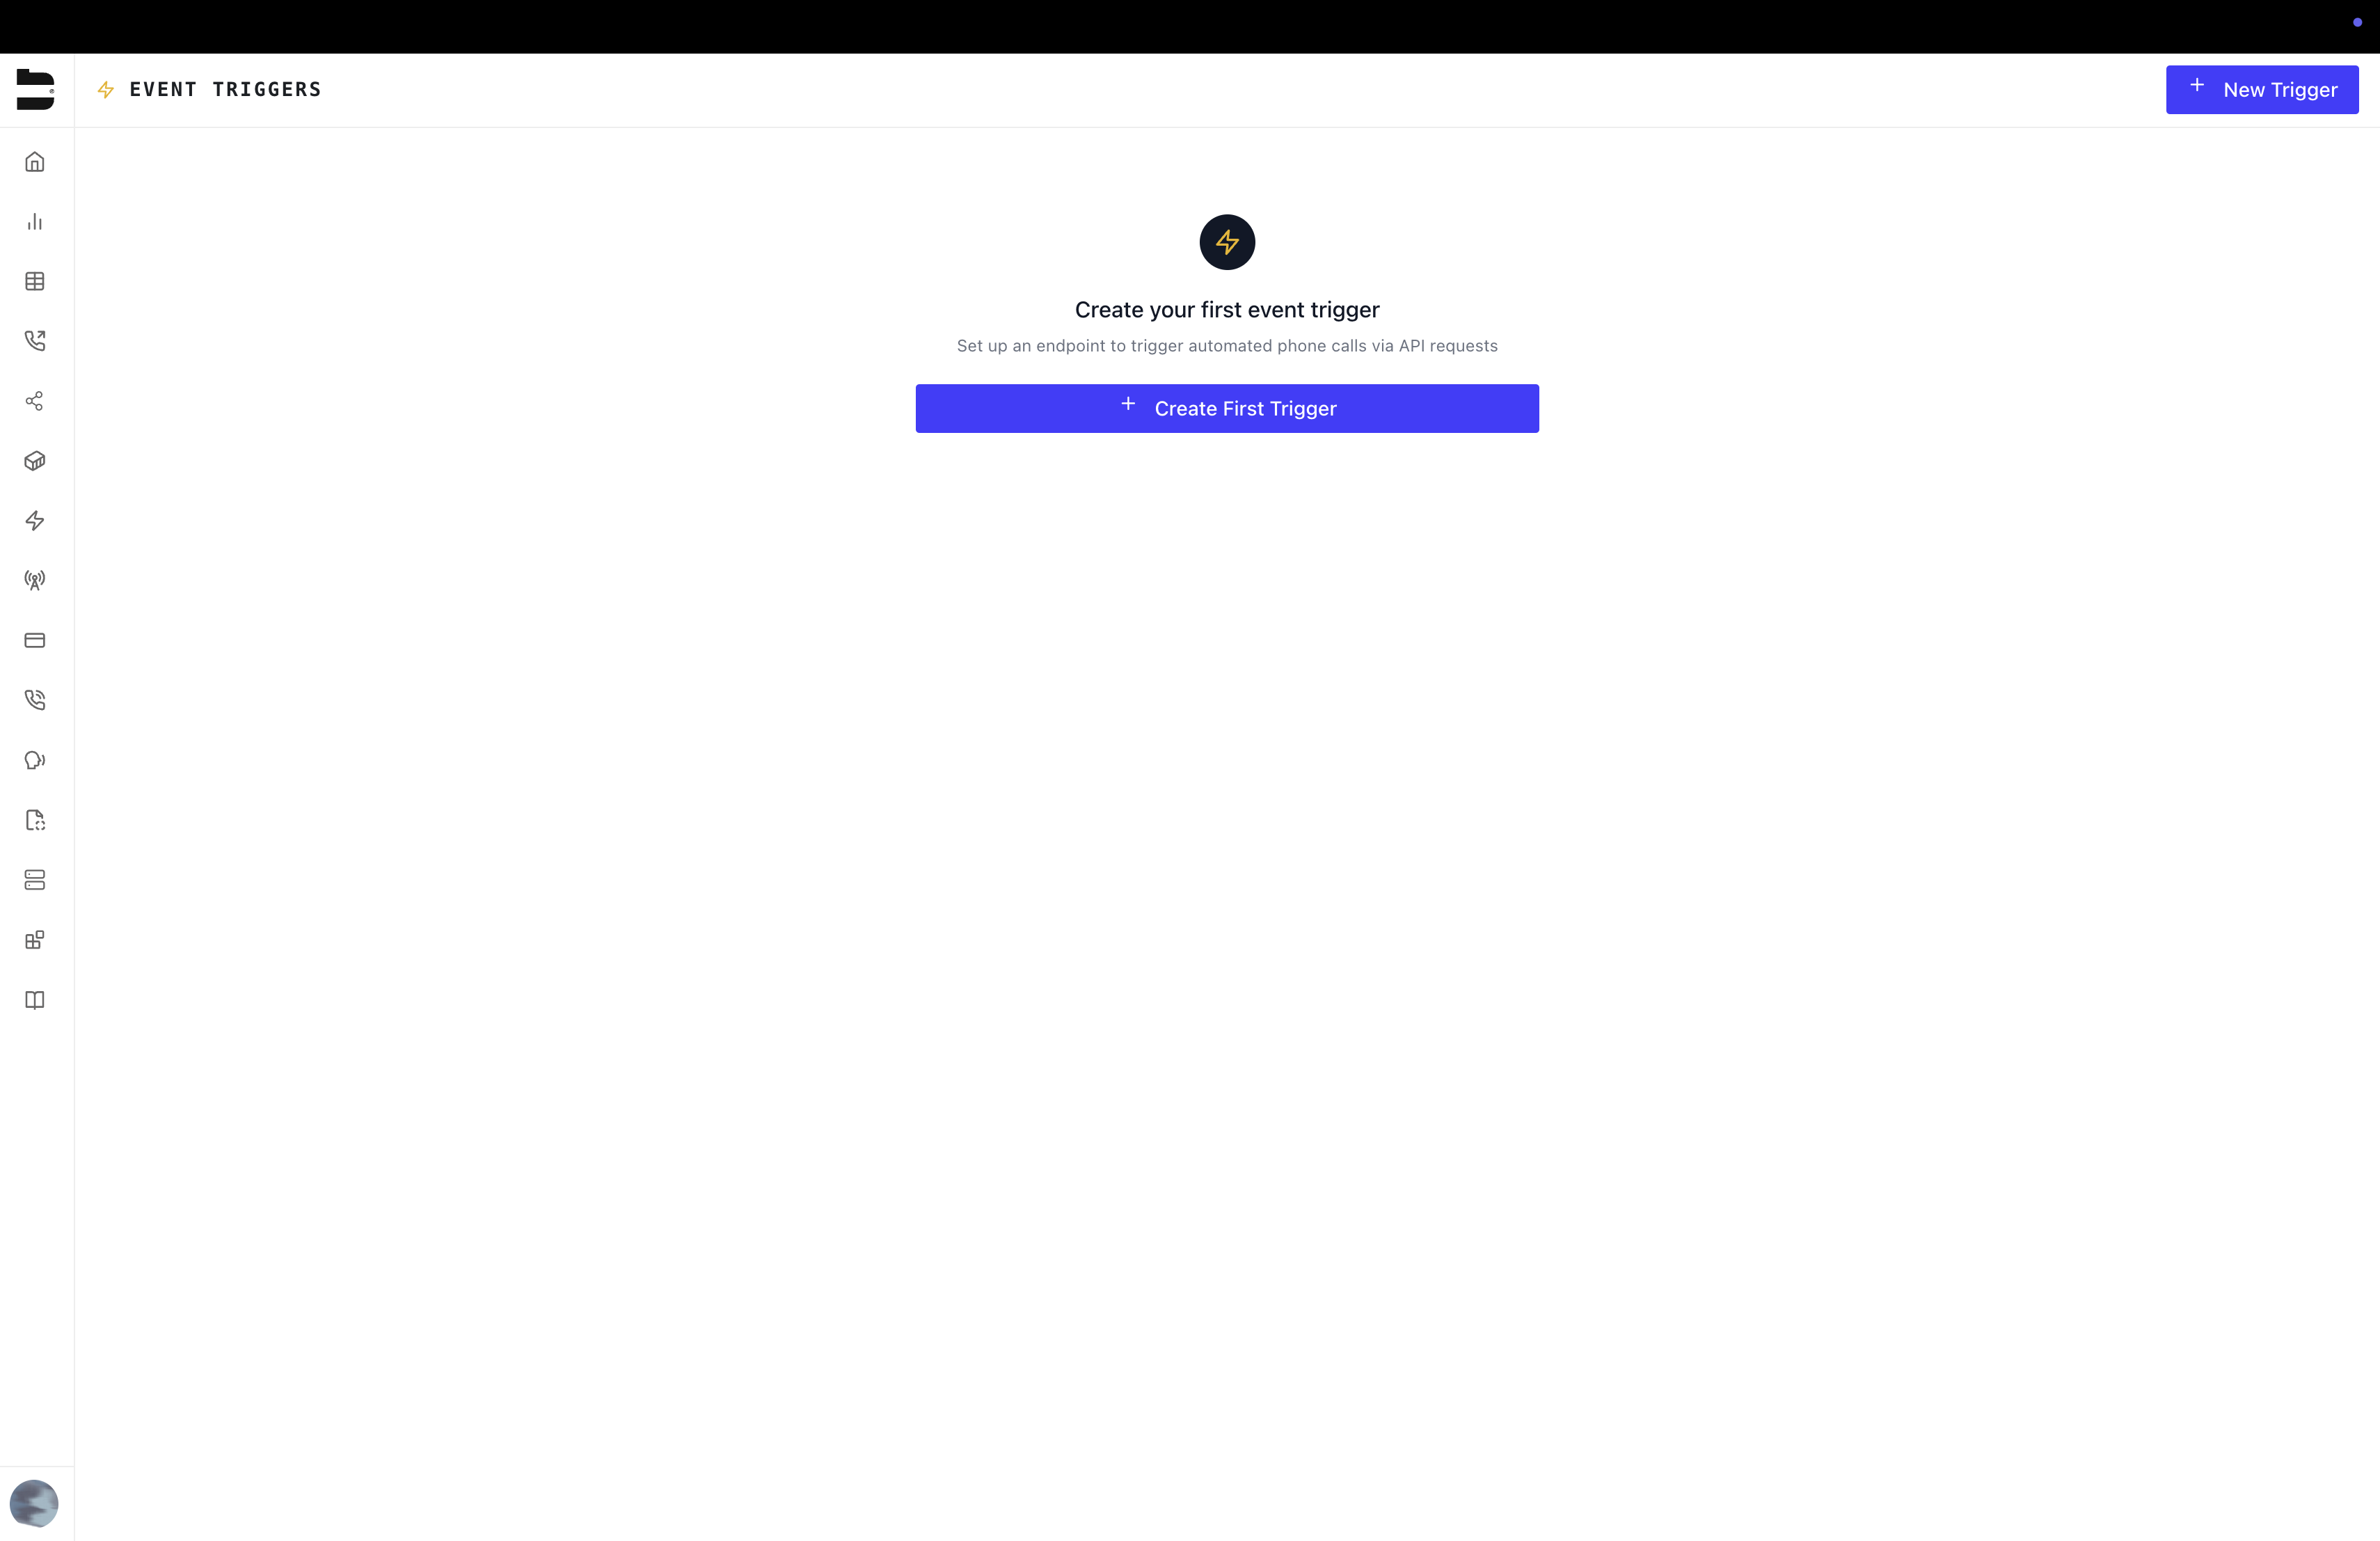 EVENT TRIGGERS
New Trigger
Create your first event trigger
Set up an endpoint to trigger automated phone calls via API requests
Create First Trigger